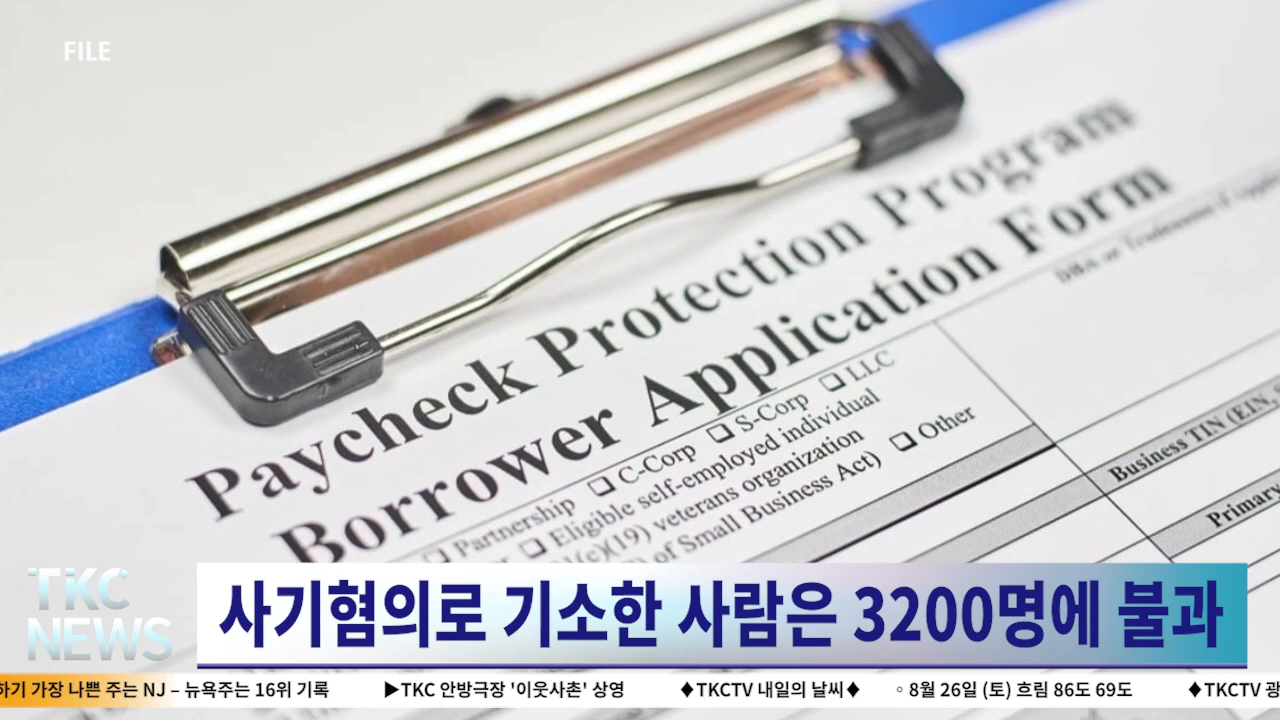 FILE
Paycheck Protection Program
Borrower Application Form
DBA or
Partnership ❏ C-Corp ❏ S-Corp ❏ LLC
❏ Eligible self-employed individual
(c)(19) veterans organization
of Small Business Act) ❏ Other
Business TIN (EIN,
Primary
TKC
NEWS
사기혐의로 기소한 사람은 3200명에 불과
하기 가장 나쁜 주는 NJ – 뉴욕주는 16위 기록 ▶TKC 안방극장 '이웃사촌' 상영 ♦TKCTV 내일의 날씨♦ ◦ 8월 26일 (토) 흐림 86도 69도 ♦TKCTV 광